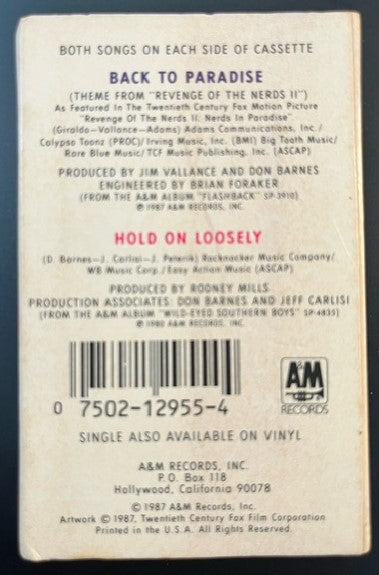 BOTH SONGS ON EACH SIDE OF CASSETTE
BACK TO PARADISE
(THEME FROM "REVENGE OF THE NERDS II")
As Featured In The Twentieth Century Fox Motion Picture
"Revenge Of The Nerds II: Nerds In Paradise"
(Giraldo—Vallance—Adams) Adams Communications, Inc./
Calypso Toonz (PROC)/Irving Music, Inc. (BMI) Big Tooth Music/
Rare Blue Music/TCF Music Publishing, Inc. (ASCAP)
PRODUCED BY JIM VALLANCE AND DON BARNES
ENGINEERED BY BRIAN FORAKER
(FROM THE A&M ALBUM "FLASHBACK" SP-3910)
℗ 1987 A&M RECORDS, INC.
HOLD ON LOOSELY
(D. Barnes—J. Carlisi—J. Peterik) Rocknocker Music Company/
WB Music Corp./Easy Action Music (ASCAP)
PRODUCED BY RODNEY MILLS
PRODUCTION ASSOCIATES: DON BARNES AND JEFF CARLISI
(FROM THE A&M ALBUM "WILD-EYED SOUTHERN BOYS" SP-4835)
℗ 1980 A&M RECORDS, INC.
0 7502-12955-4
A&M
RECORDS
SINGLE ALSO AVAILABLE ON VINYL
A&M RECORDS, INC.
P.O. Box 118
Hollywood, California 90078
© 1987 A&M Records, Inc.
Artwork © 1987, Twentieth Century Fox Film Corporation
Printed in the U.S.A. All Rights Reserved.